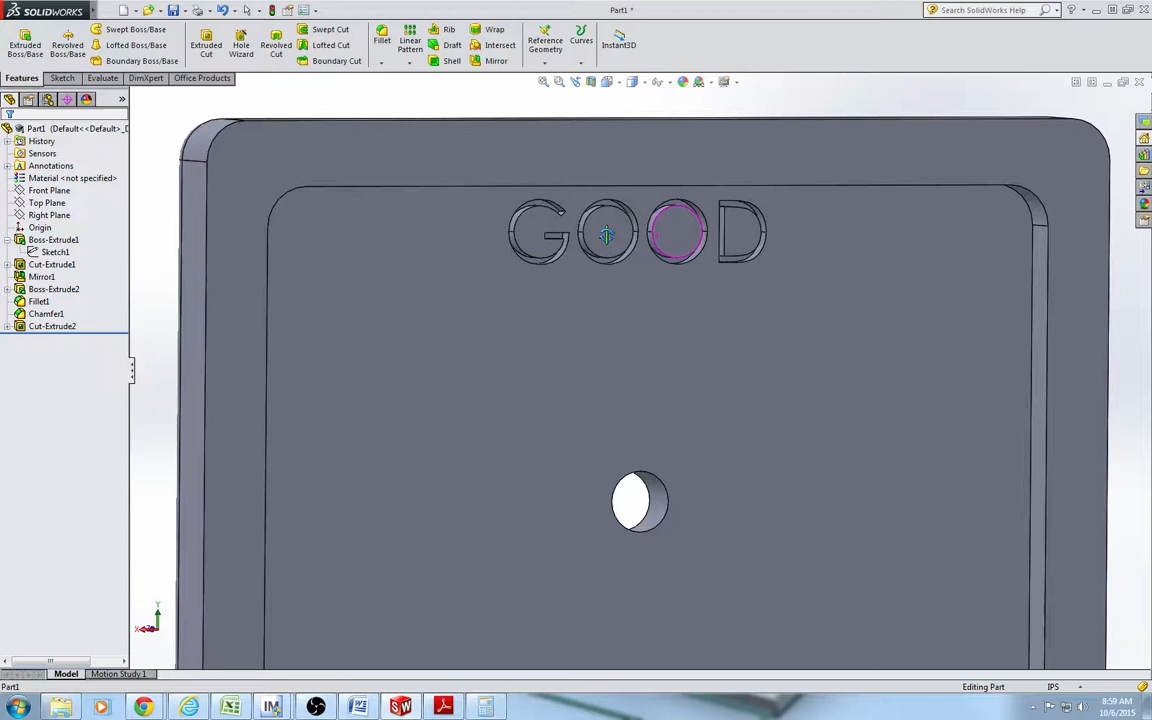 SOLIDWORKS
Part1 *
Search SolidWorks Help
Extruded Boss/Base
Revolved Boss/Base
Swept Boss/Base
Lofted Boss/Base
Boundary Boss/Base
Extruded Cut
Hole Wizard
Revolved Cut
Swept Cut
Lofted Cut
Boundary Cut
Fillet
Linear Pattern
Rib
Draft
Shell
Wrap
Intersect
Mirror
Reference Geometry
Curves
Instant3D
Features
Sketch
Evaluate
DimXpert
Office Products
Part1 (Default<<Default>_D
History
Sensors
Annotations
Material <not specified>
Front Plane
Top Plane
Right Plane
Origin
Boss-Extrude1
Sketch1
Cut-Extrude1
Mirror1
Boss-Extrude2
Fillet1
Chamfer1
Cut-Extrude2
GOOD
Y
X
Model
Motion Study 1
Part1
Editing Part
IPS
8:59 AM
10/6/2015